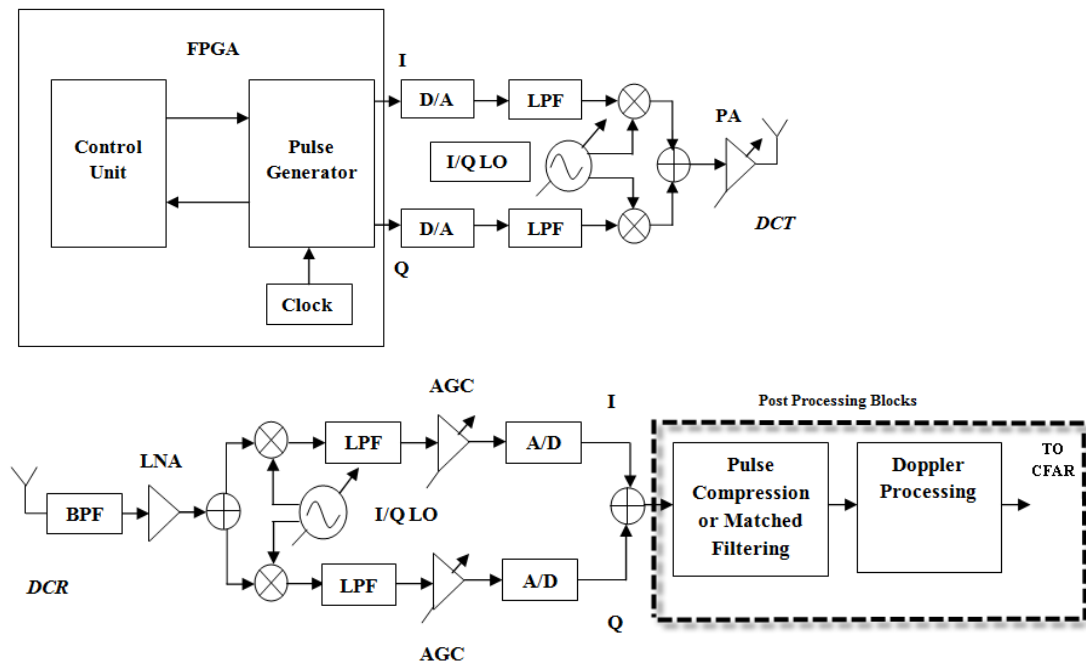 FPGA
Control
Unit
Pulse
Generator
Clock
I
D/A
LPF
I/Q LO
D/A
LPF
Q
PA
DCT
BPF
LNA
DCR
LPF
AGC
A/D
I
I/Q LO
LPF
AGC
A/D
Q
Post Processing Blocks
Pulse
Compression
or Matched
Filtering
Doppler
Processing
TO
CFAR